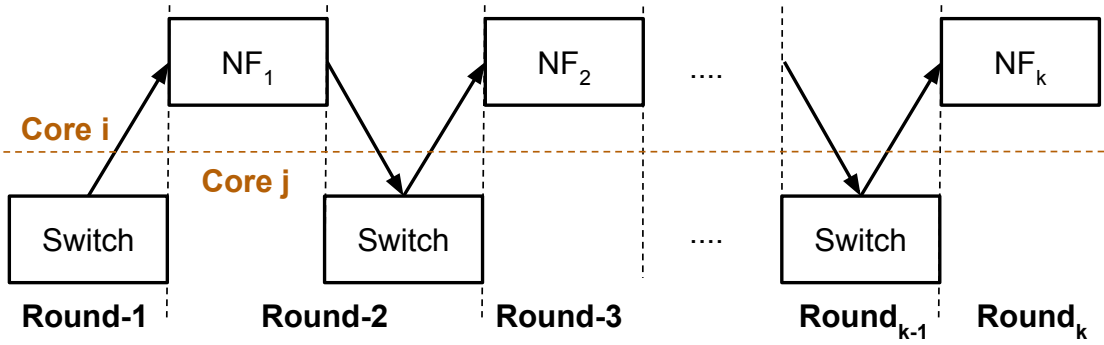 NF1
NF2
....
NFk
Core i
Core j
Switch
Switch
....
Switch
Round-1
Round-2
Round-3
Roundk-1
Roundk